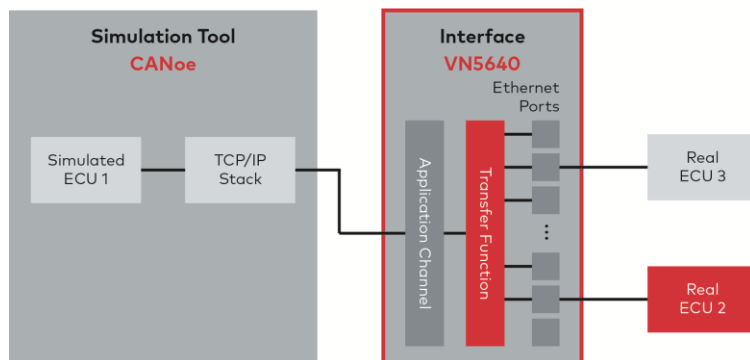 Simulation Tool
CANoe
Simulated
ECU 1
TCP/IP
Stack
Interface
VN5640
Ethernet
Ports
Application Channel
Transfer Function
...
Real
ECU 3
Real
ECU 2